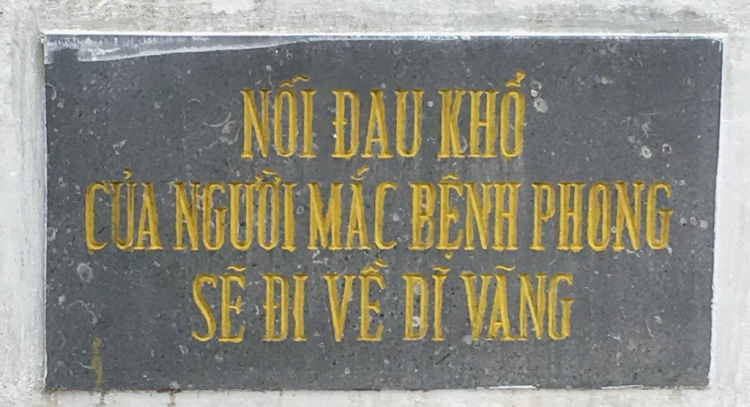 NỖI ĐAU KHỔ
CỦA NGƯỜI MẮC BỆNH PHONG
SẼ ĐI VỀ DĨ VÃNG